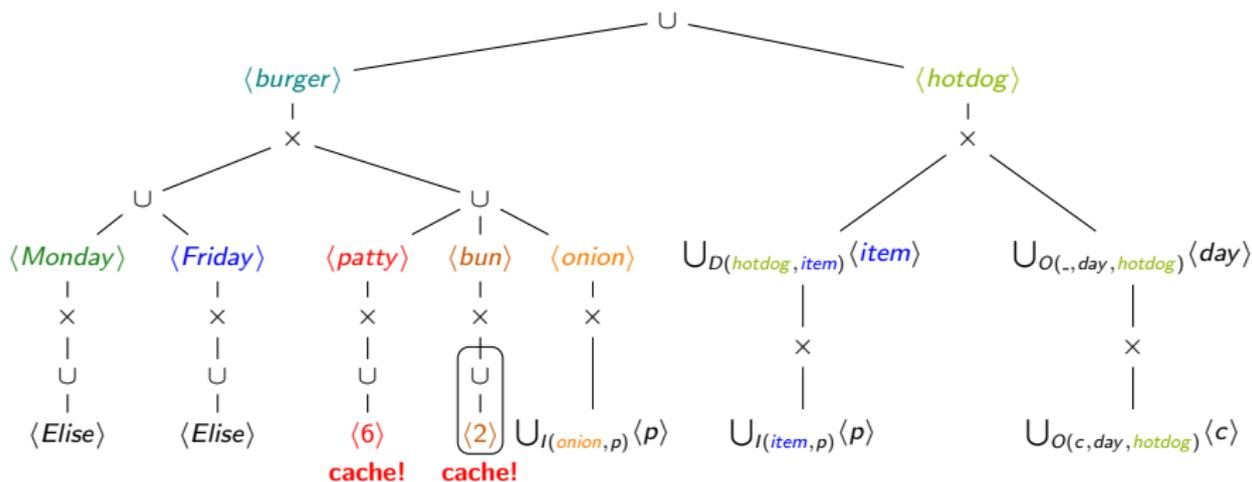 ∪
⟨burger⟩ ⟨hotdog⟩
× ×
∪ ∪
⟨Monday⟩ ⟨Friday⟩ ⟨patty⟩ ⟨bun⟩ ⟨onion⟩ ⋃D(hotdog,item)⟨item⟩ ⋃O(_,day,hotdog)⟨day⟩
× × × × × × ×
∪ ∪ ∪ ∪
⟨Elise⟩ ⟨Elise⟩ ⟨6⟩ ⟨2⟩ ⋃I(onion,p)⟨p⟩ ⋃I(item,p)⟨p⟩ ⋃O(c,day,hotdog)⟨c⟩
cache! cache!